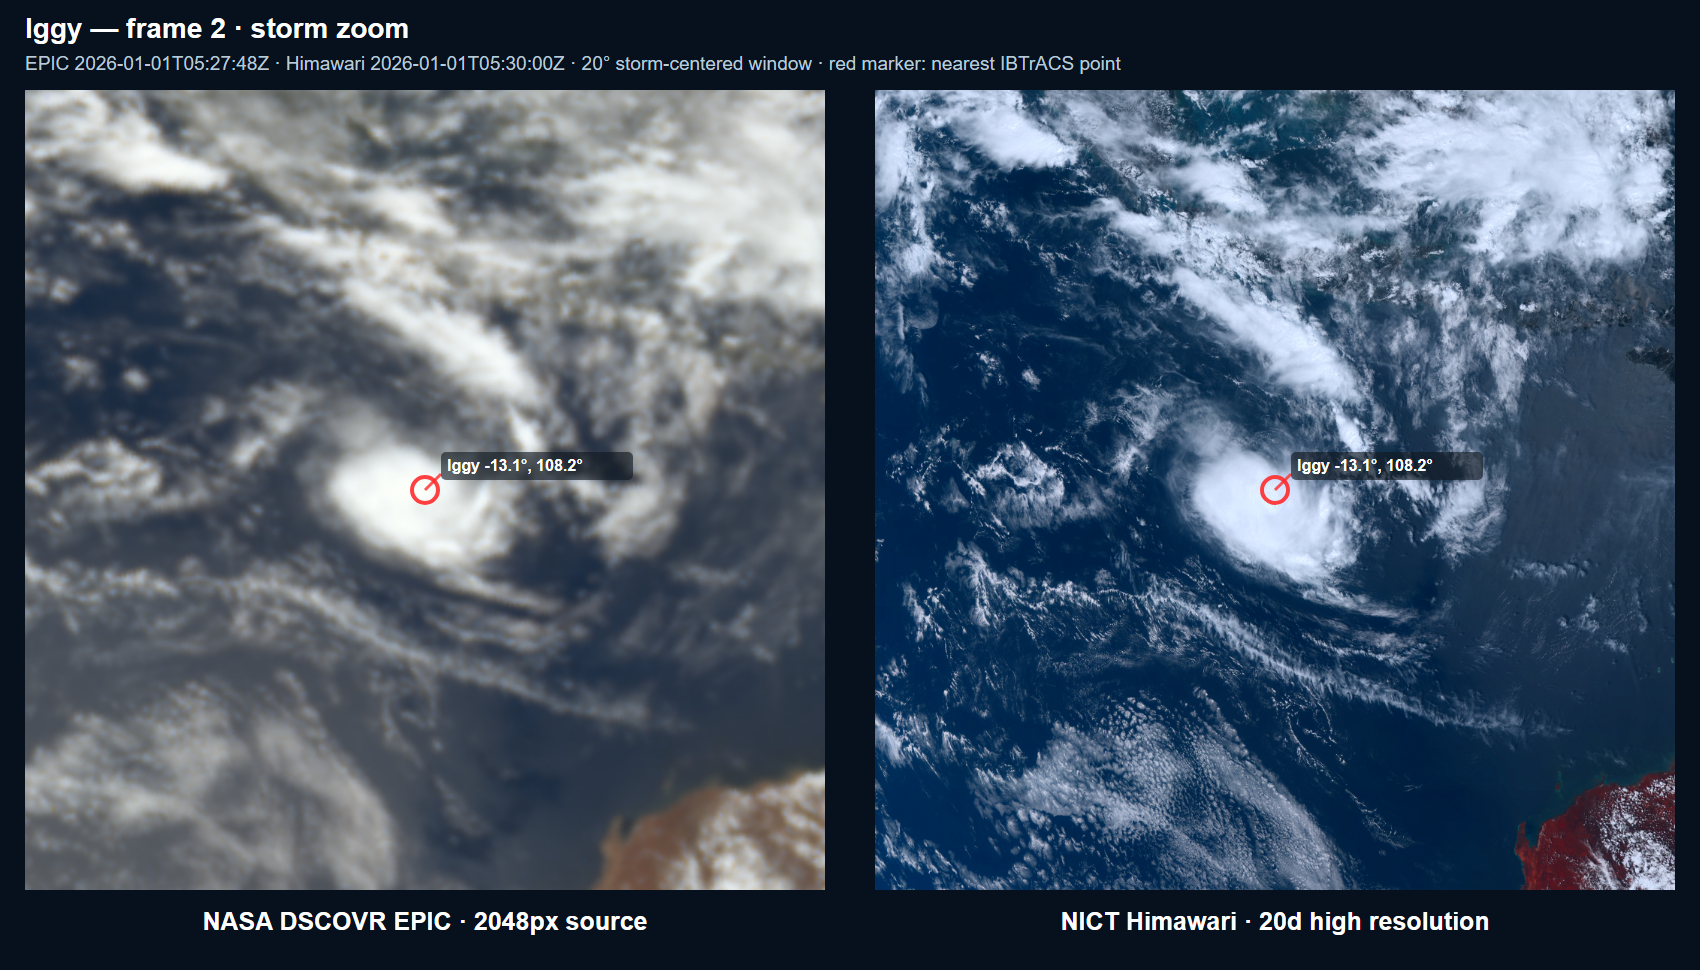 Iggy — frame 2 · storm zoom
EPIC 2026-01-01T05:27:48Z · Himawari 2026-01-01T05:30:00Z · 20° storm-centered window · red marker: nearest IBTrACS point
Iggy -13.1°, 108.2°
Iggy -13.1°, 108.2°
NASA DSCOVR EPIC · 2048px source
NICT Himawari · 20d high resolution